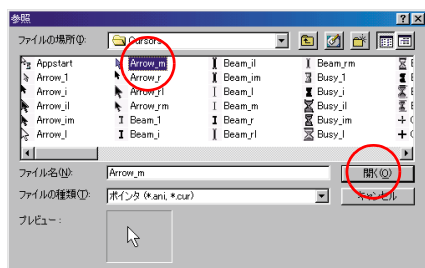 参照
ファイルの場所(I):
Cursors
Appstart
Arrow_1
Arrow_i
Arrow_il
Arrow_im
Arrow_l
Arrow_m
Arrow_r
Arrow_rl
Arrow_rm
Beam_1
Beam_i
Beam_il
Beam_im
Beam_l
Beam_m
Beam_r
Beam_rl
Beam_rm
Busy_1
Busy_i
Busy_il
Busy_im
Busy_l
ファイル名(N):
Arrow_m
開く(O)
ファイルの種類(T):
ポインタ (*.ani, *.cur)
キャンセル
プレビュー: